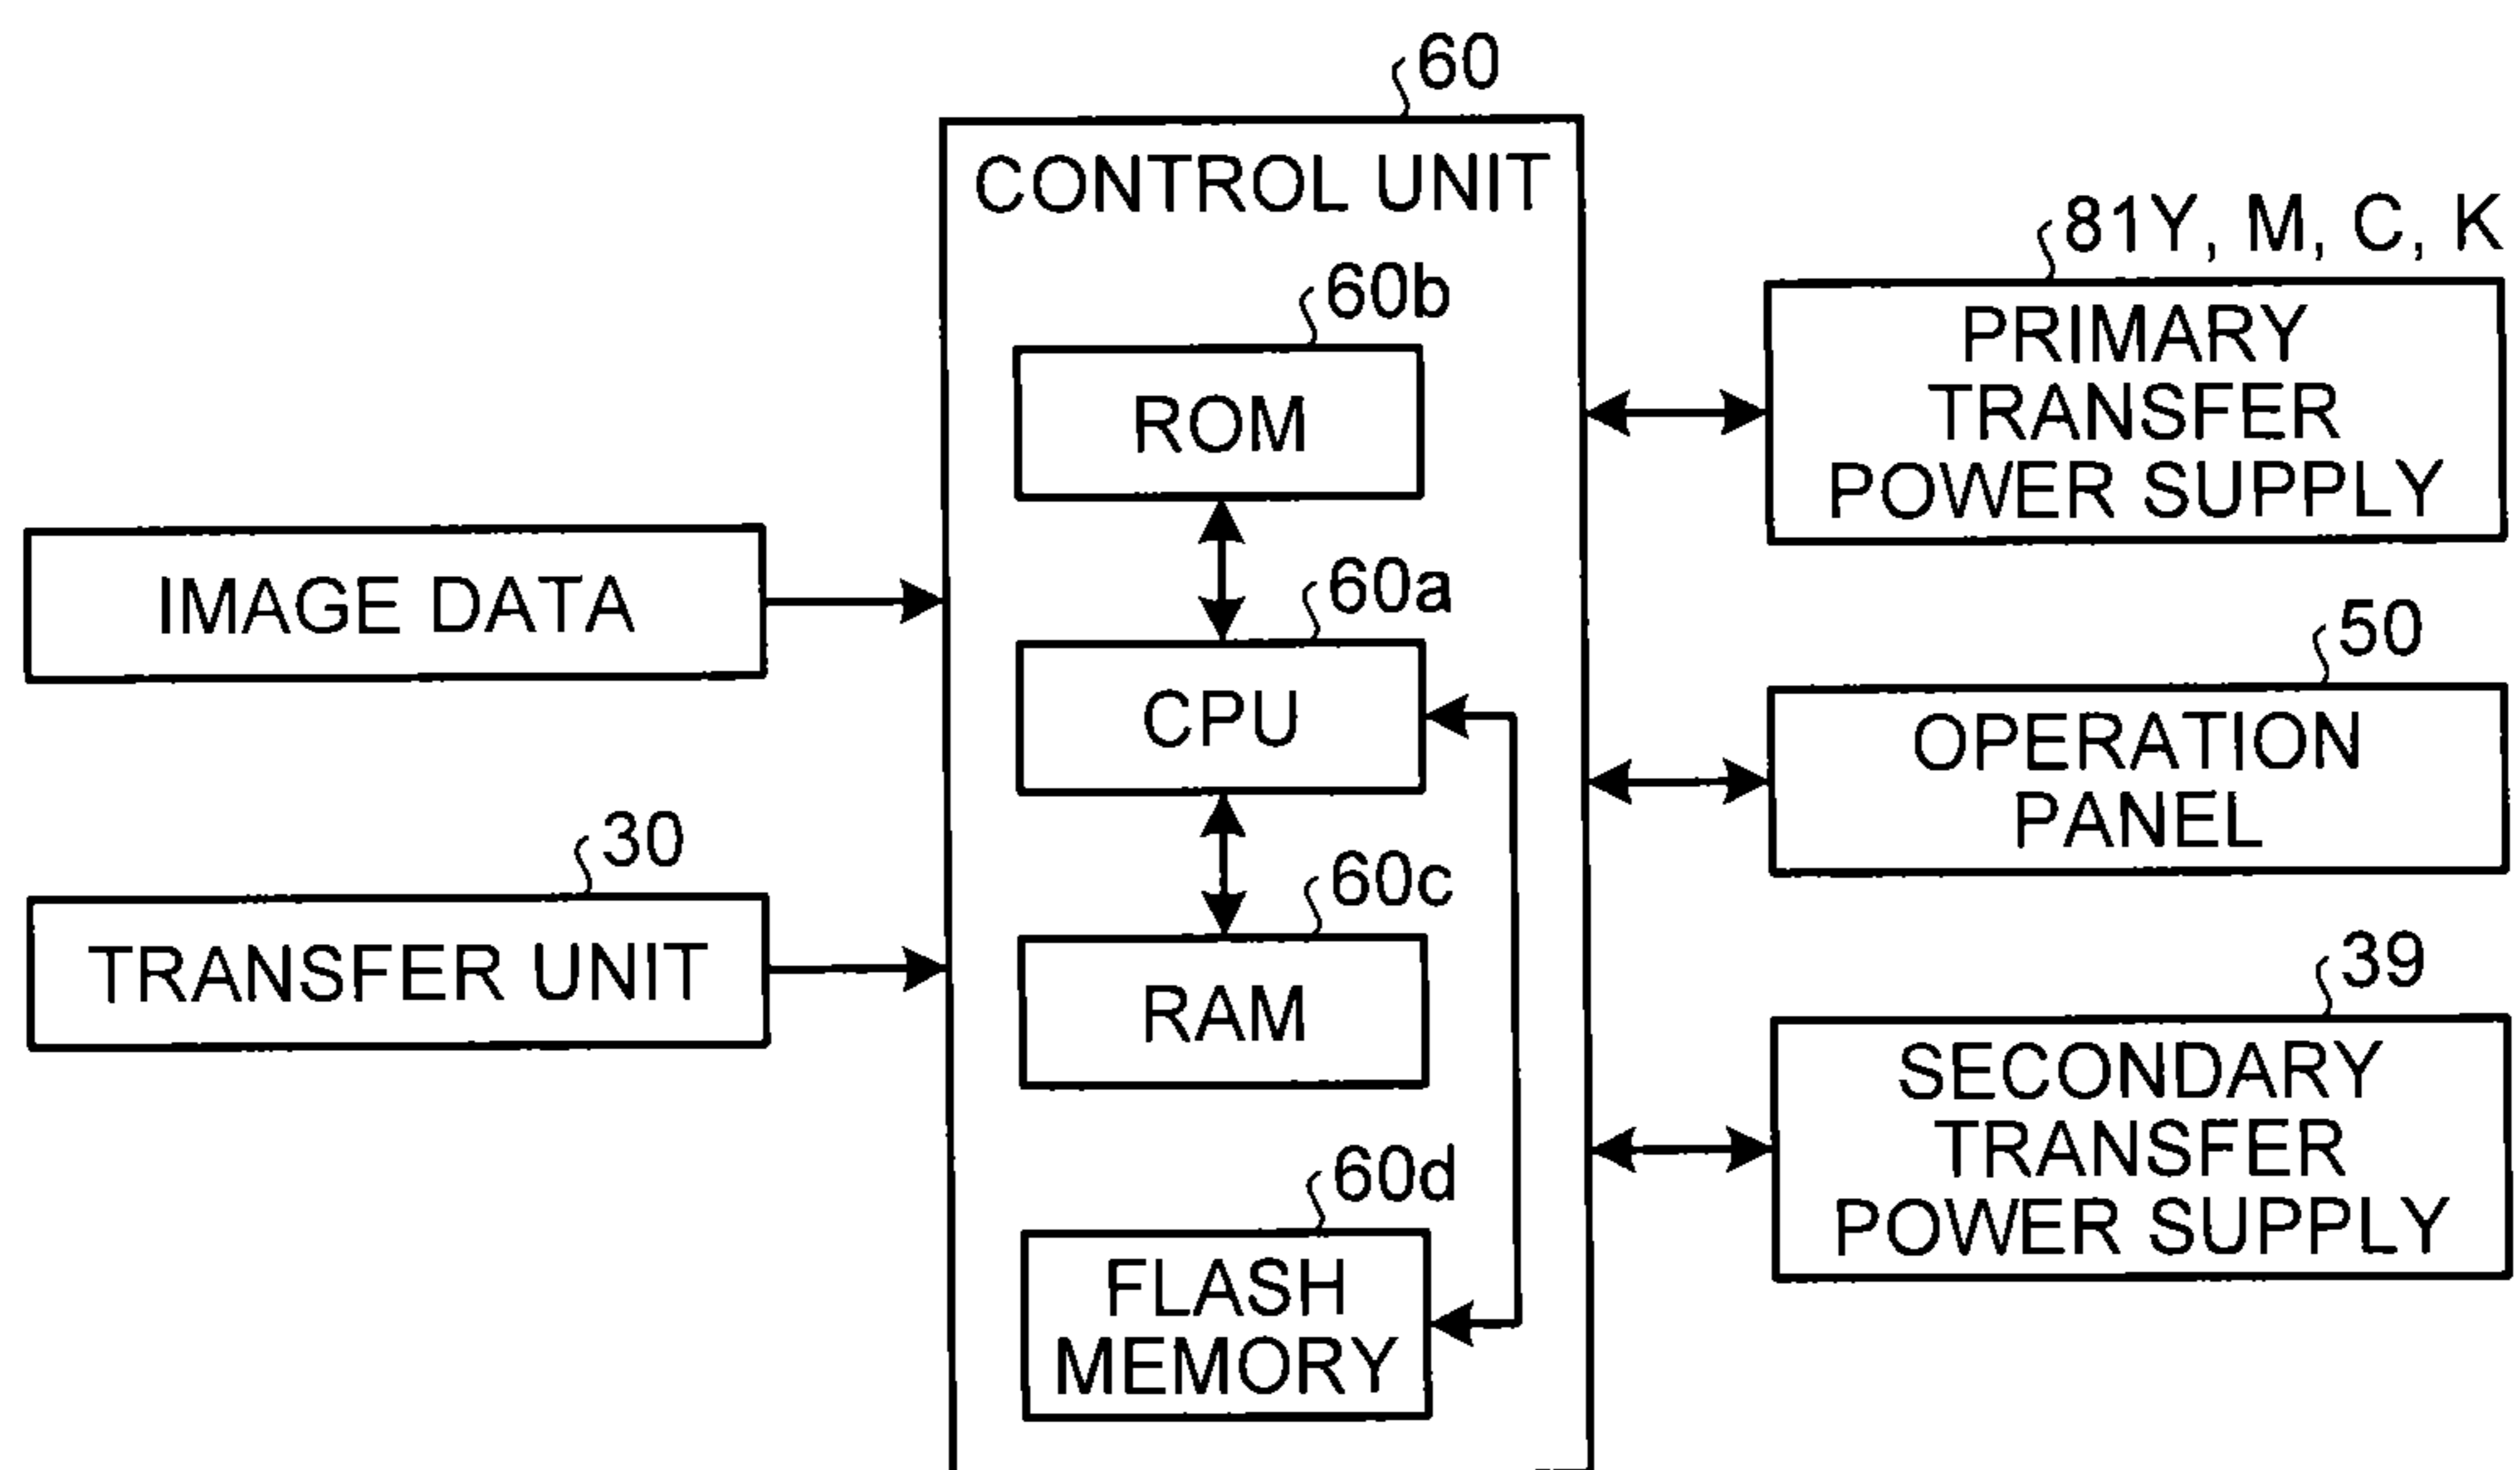 60
CONTROL UNIT
60b
ROM
60a
CPU
60c
RAM
60d
FLASH
MEMORY
IMAGE DATA
30
TRANSFER UNIT
81Y, M, C, K
PRIMARY
TRANSFER
POWER SUPPLY
50
OPERATION
PANEL
39
SECONDARY
TRANSFER
POWER SUPPLY